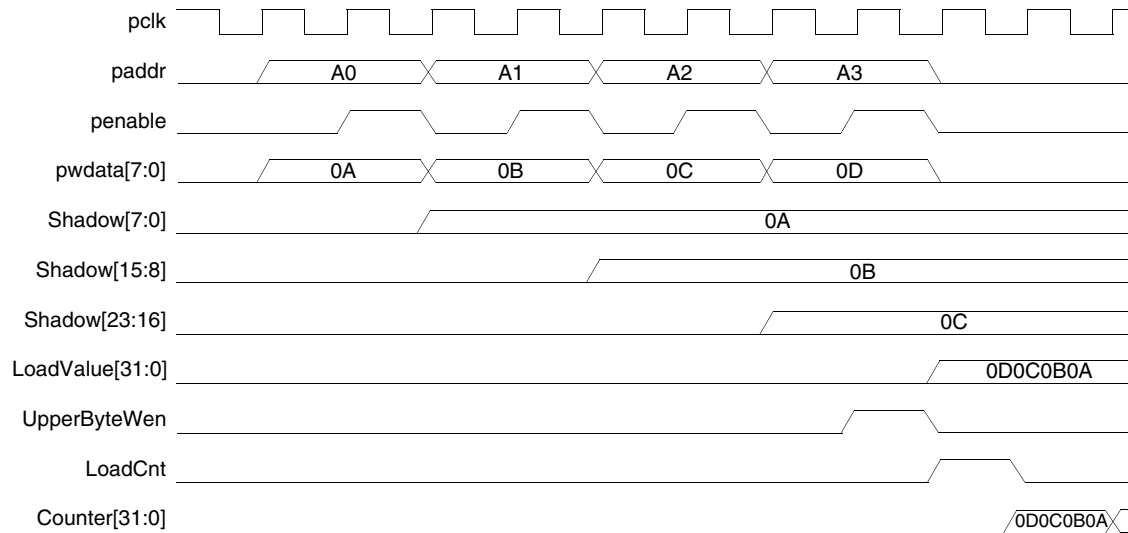 pclk
paddr A0 A1 A2 A3
penable
pwdata[7:0] 0A 0B 0C 0D
Shadow[7:0] 0A
Shadow[15:8] 0B
Shadow[23:16] 0C
LoadValue[31:0] 0D0C0B0A
UpperByteWen
LoadCnt
Counter[31:0] 0D0C0B0A